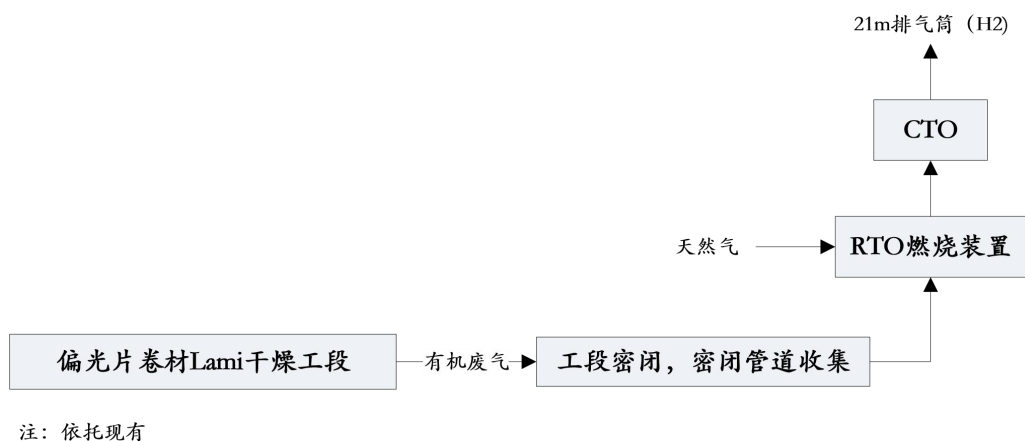 21m排气筒（H2)
CTO
天然气
RTO燃烧装置
偏光片卷材Lami干燥工段
有机废气
工段密闭，密闭管道收集
注：依托现有